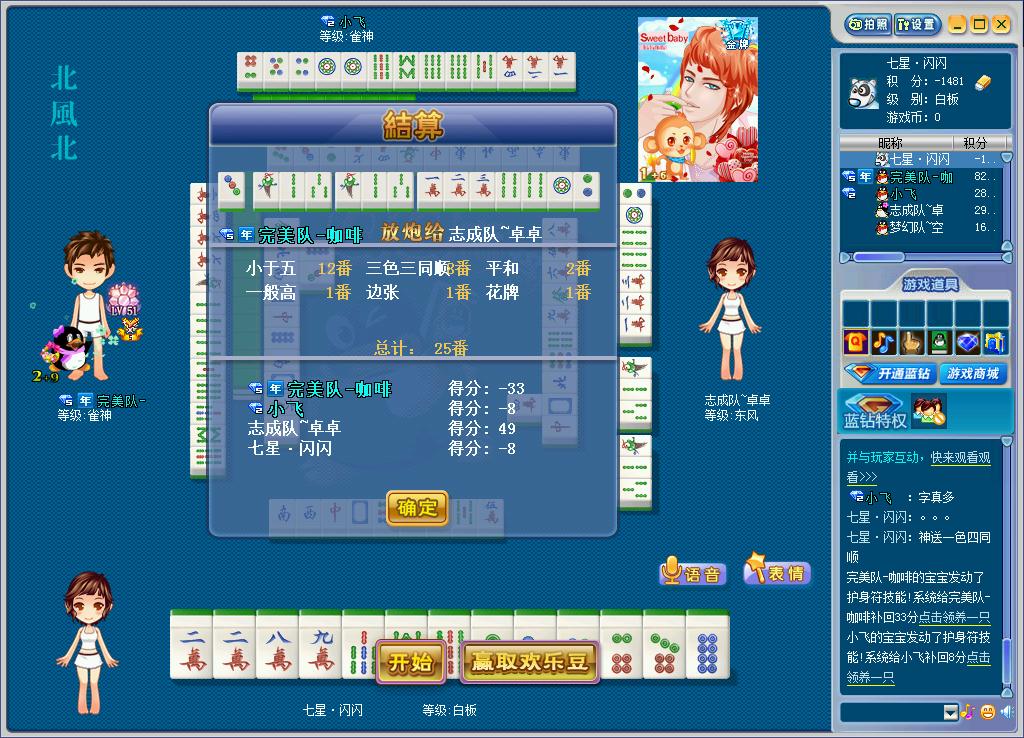 小飞
等级:雀神
北
風
北
Sweet baby
金牌
1+6
結算
完美队-咖啡 放炮给 志成队~卓卓
小于五 12番 三色三同顺 8番 平和 2番
一般高 1番 边张 1番 花牌 1番
总计: 25番
年 完美队-咖啡 得分: -33
小飞 得分: -8
志成队~卓卓 得分: 49
七星·闪闪 得分: -8
确定
LV 51
2+9
年 完美队-
等级:雀神
志成队~卓卓
等级:东风
语音
表情
二萬 二萬 八萬 九萬
开始
赢取欢乐豆
七星·闪闪 等级:白板
拍照 设置
七星·闪闪
积 分: -1481
级 别: 白板
游戏币: 0
昵称 积分
七星·闪闪 -1..
年 完美队-咖 82..
小飞 28..
志成队~卓 29..
梦幻队~空 16..
游戏道具
开通蓝钻 游戏商城
蓝钻特权
并与玩家互动, 快来观看观
看>>>
小飞 : 字真多
七星·闪闪: 。。。
七星·闪闪: 神送一色四同
顺
完美队-咖啡的宝宝发动了
护身符技能!系统给完美队-
咖啡补回33分点击领养一只
小飞的宝宝发动了护身符技
能!系统给小飞补回8分点击
领养一只